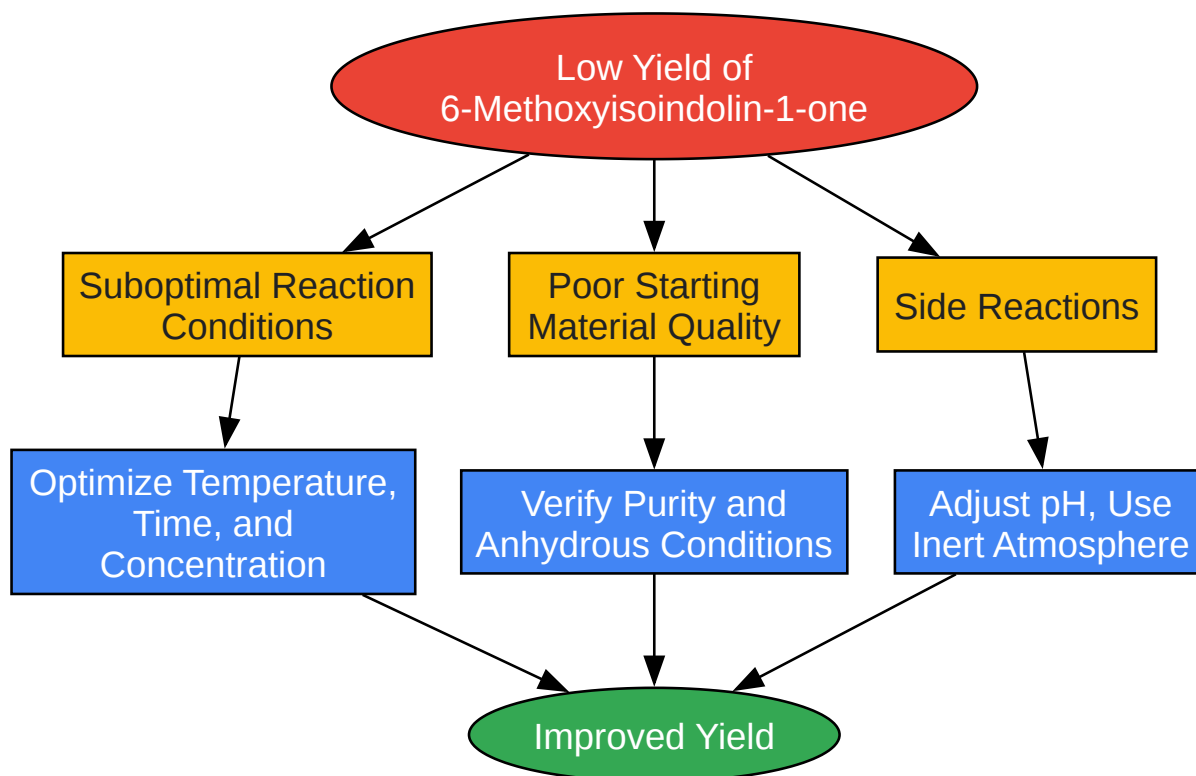 Low Yield of
6-Methoxyisoindolin-1-one
Suboptimal Reaction
Conditions
Poor Starting
Material Quality
Side Reactions
Optimize Temperature,
Time, and
Concentration
Verify Purity and
Anhydrous Conditions
Adjust pH, Use
Inert Atmosphere
Improved Yield